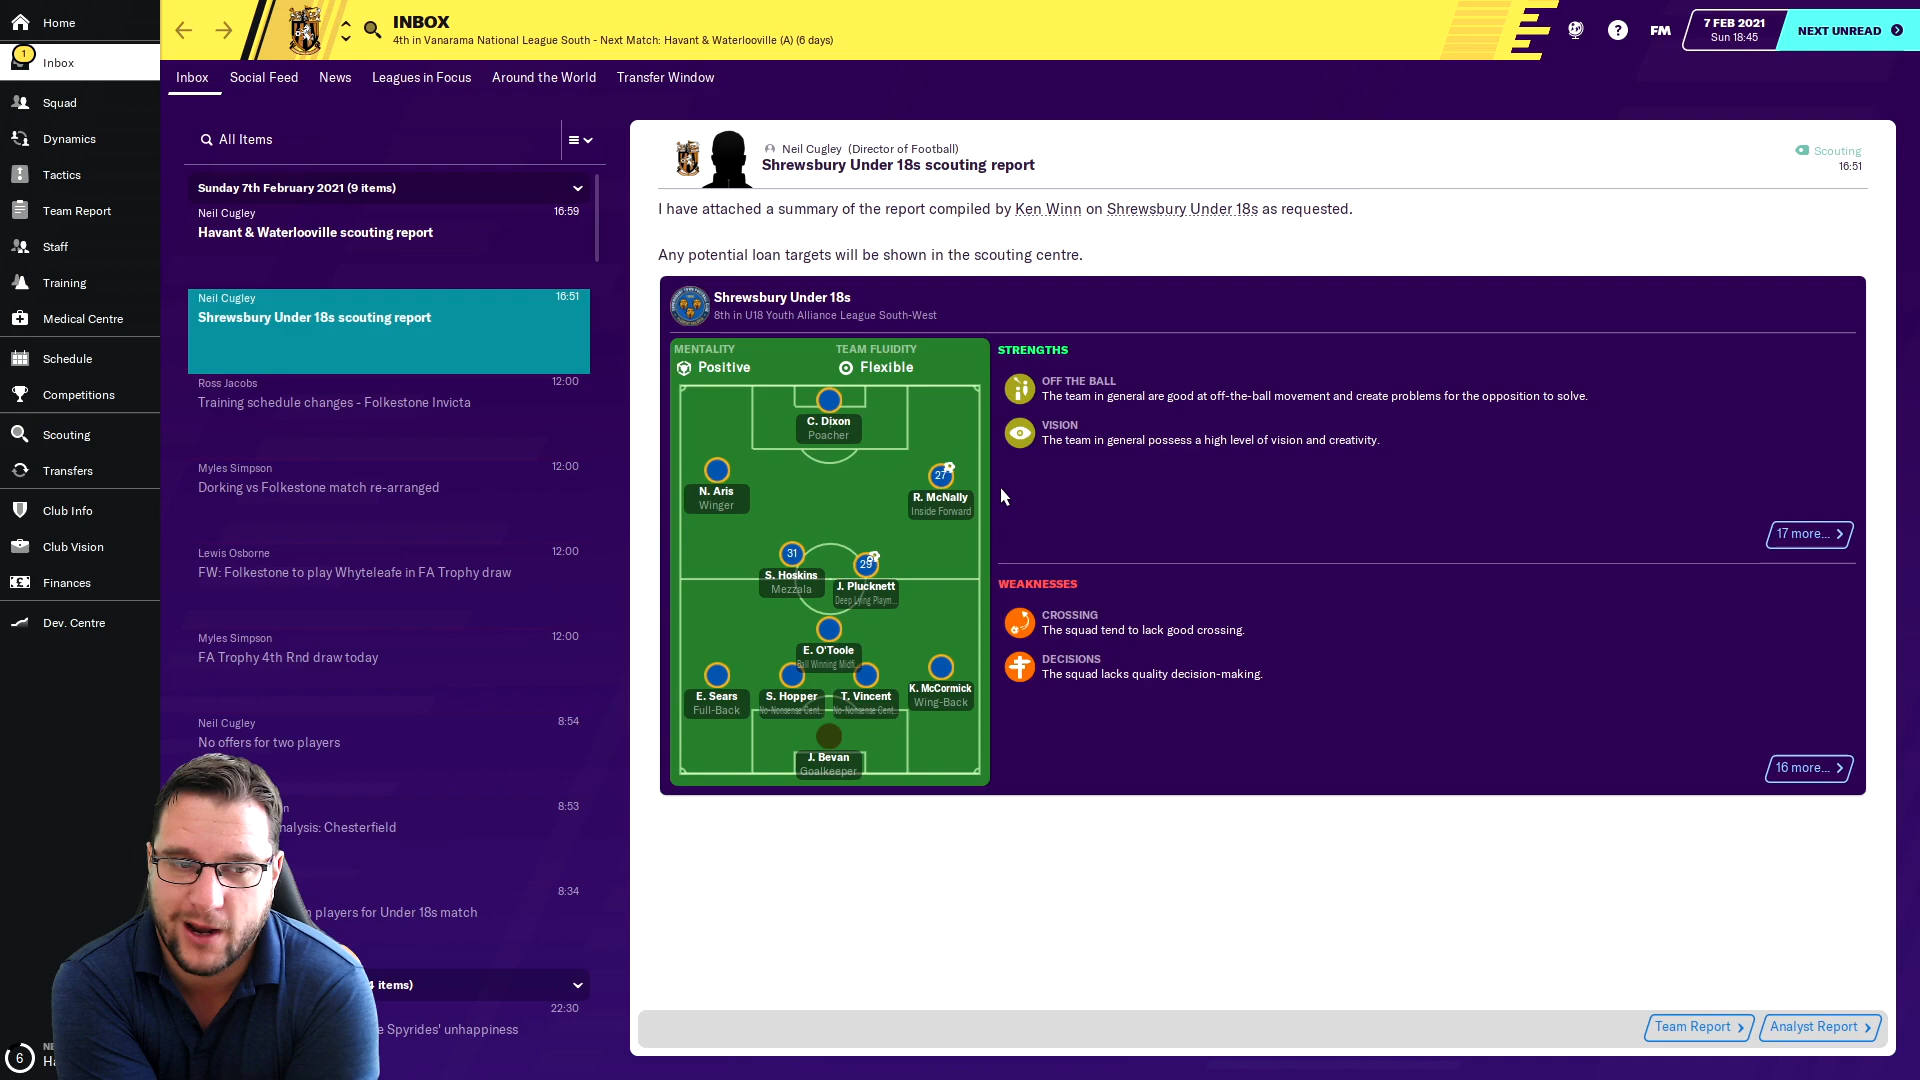 Home
1
Inbox
Squad
Dynamics
Tactics
Team Report
Staff
Training
Medical Centre
Schedule
Competitions
Scouting
Transfers
Club Info
Club Vision
Finances
Dev. Centre
6
INBOX
4th in Vanarama National League South - Next Match: Havant & Waterlooville (A) (6 days)
?
FM
7 FEB 2021
Sun 18:45
NEXT UNREAD
Inbox Social Feed News Leagues in Focus Around the World Transfer Window
All Items
Sunday 7th February 2021 (9 items)
Neil Cugley 16:59
Havant & Waterlooville scouting report
Neil Cugley 16:51
Shrewsbury Under 18s scouting report
Ross Jacobs 12:00
Training schedule changes - Folkestone Invicta
Myles Simpson 12:00
Dorking vs Folkestone match re-arranged
Lewis Osborne 12:00
FW: Folkestone to play Whyteleafe in FA Trophy draw
Myles Simpson 12:00
FA Trophy 4th Rnd draw today
Neil Cugley 8:54
No offers for two players
8:53
nalysis: Chesterfield
8:34
players for Under 18s match
4 items)
22:30
e Spyrides' unhappiness
Neil Cugley (Director of Football)
Shrewsbury Under 18s scouting report
Scouting
16:51
I have attached a summary of the report compiled by Ken Winn on Shrewsbury Under 18s as requested.
Any potential loan targets will be shown in the scouting centre.
Shrewsbury Under 18s
8th in U18 Youth Alliance League South-West
MENTALITY
Positive
TEAM FLUIDITY
Flexible
C. Dixon
Poacher
N. Aris
Winger
27
R. McNally
Inside Forward
31
S. Hoskins
Mezzala
29
J. Plucknett
Deep Lying Playm...
E. O'Toole
Ball Winning Midfi...
E. Sears
Full-Back
S. Hopper
No-Nonsense Cent...
T. Vincent
No-Nonsense Cent...
K. McCormick
Wing-Back
J. Bevan
Goalkeeper
STRENGTHS
OFF THE BALL
The team in general are good at off-the-ball movement and create problems for the opposition to solve.
VISION
The team in general possess a high level of vision and creativity.
17 more...
WEAKNESSES
CROSSING
The squad tend to lack good crossing.
DECISIONS
The squad lacks quality decision-making.
16 more...
Team Report
Analyst Report